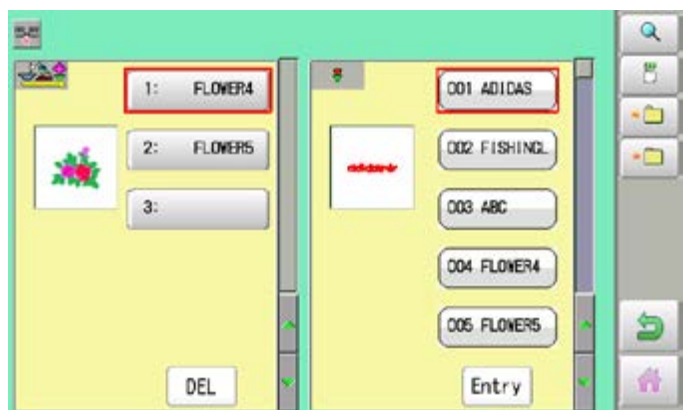 1: FLOWER4
2: FLOWER5
3:
DEL
001 ADIDAS
002 FISHINGL
003 ABC
004 FLOWER4
005 FLOWER5
Entry